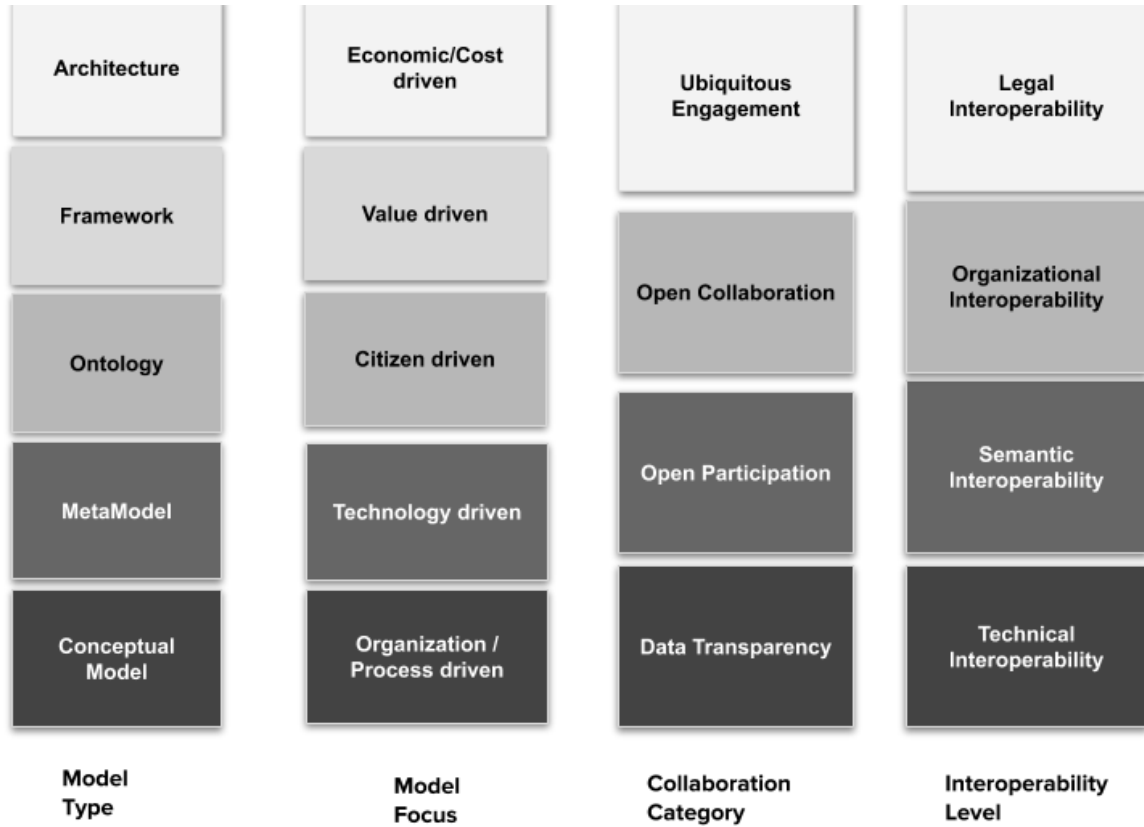 Architecture
Framework
Ontology
MetaModel
Conceptual
Model
Model
Type
Economic/Cost
driven
Value driven
Citizen driven
Technology driven
Organization /
Process driven
Model
Focus
Ubiquitous
Engagement
Open Collaboration
Open Participation
Data Transparency
Collaboration
Category
Legal
Interoperability
Organizational
Interoperability
Semantic
Interoperability
Technical
Interoperability
Interoperability
Level